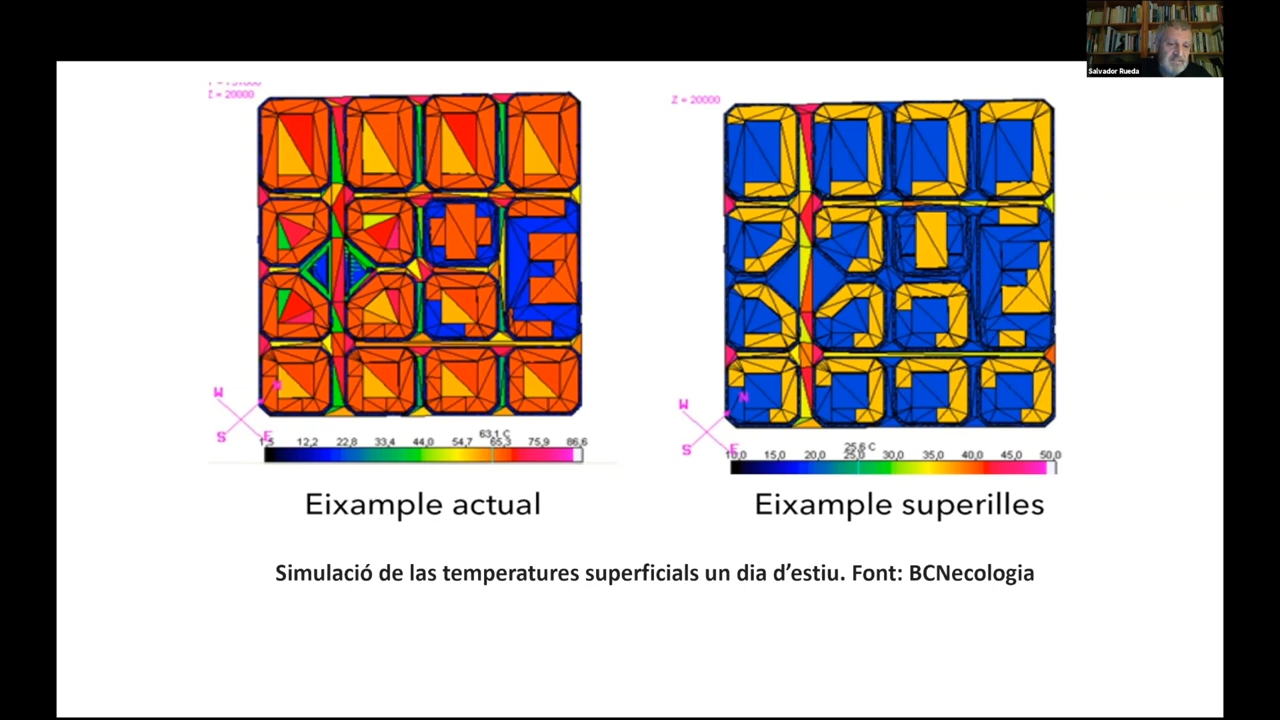 Salvador Rueda
Z = 20000
Z = 20000
W
N
S
E
W
N
S
E
63,1 C
12,2 22,8 33,4 44,0 54,7 65,3 75,9 86,6
25,6 C
10,0 15,0 20,0 25,0 30,0 35,0 40,0 45,0 50,0
Eixample actual
Eixample superilles
Simulació de las temperatures superficials un dia d'estiu. Font: BCNecologia